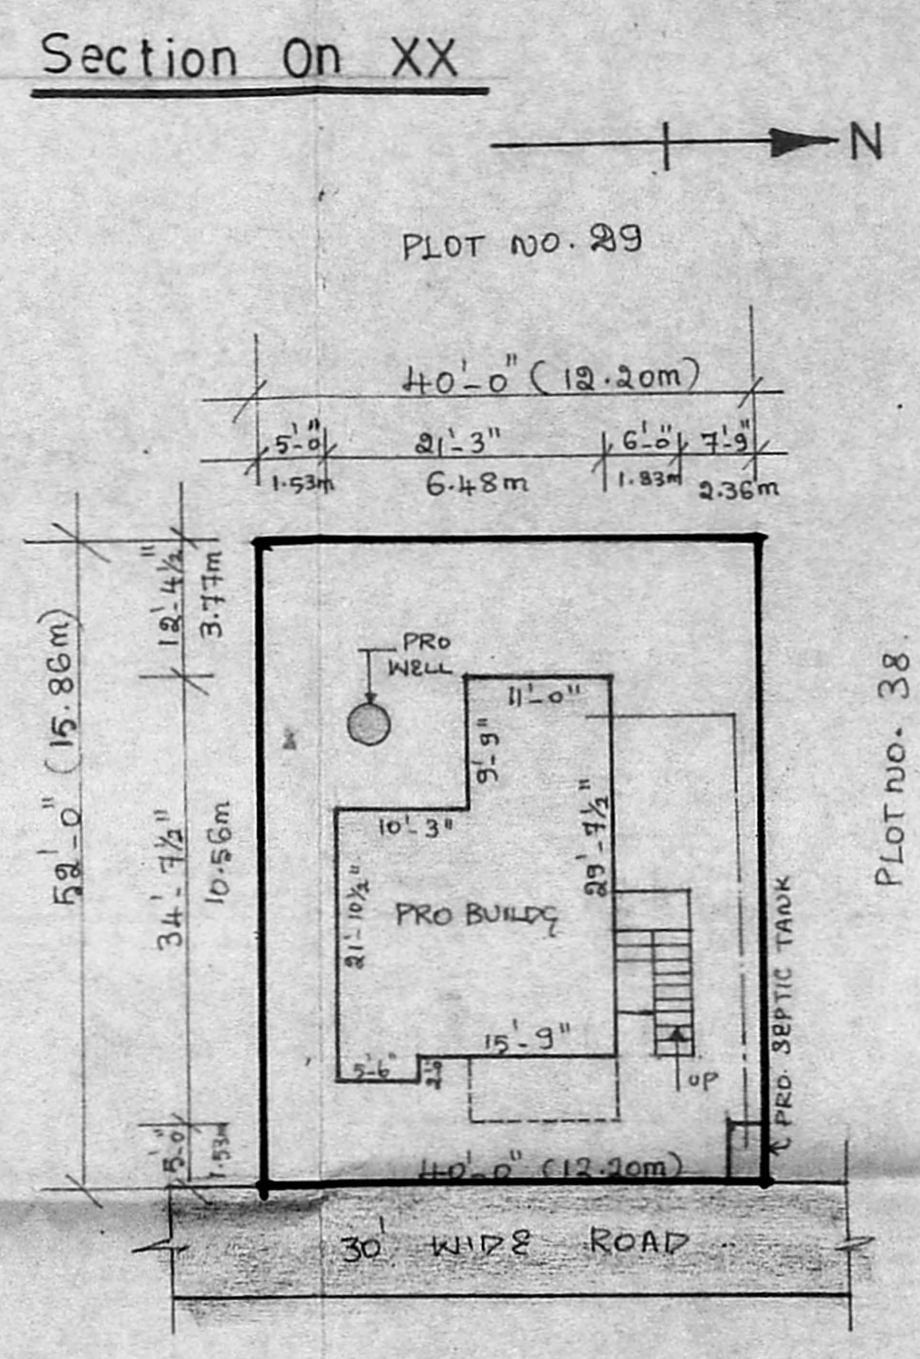 Section On XX
N
PLOT NO. 29
40'-0" (12.20m)
5'-0" 21'-3" 6'-0" 7'-9"
1.53m 6.48m 1.83m 2.36m
12'-4½"
3.77m
52'-0" (15.86m)
34'-7½"
10.56m
5'-0"
1.53m
PRO
WELL
11'-0"
9'-9"
10'-3"
29'-7½"
21'-10½"
PRO BUILDG
15'-9"
5'-6"
2'-0"
UP
PRO. SEPTIC TANK
PLOT NO. 38.
40'-0" (12.20m)
30' WIDE ROAD